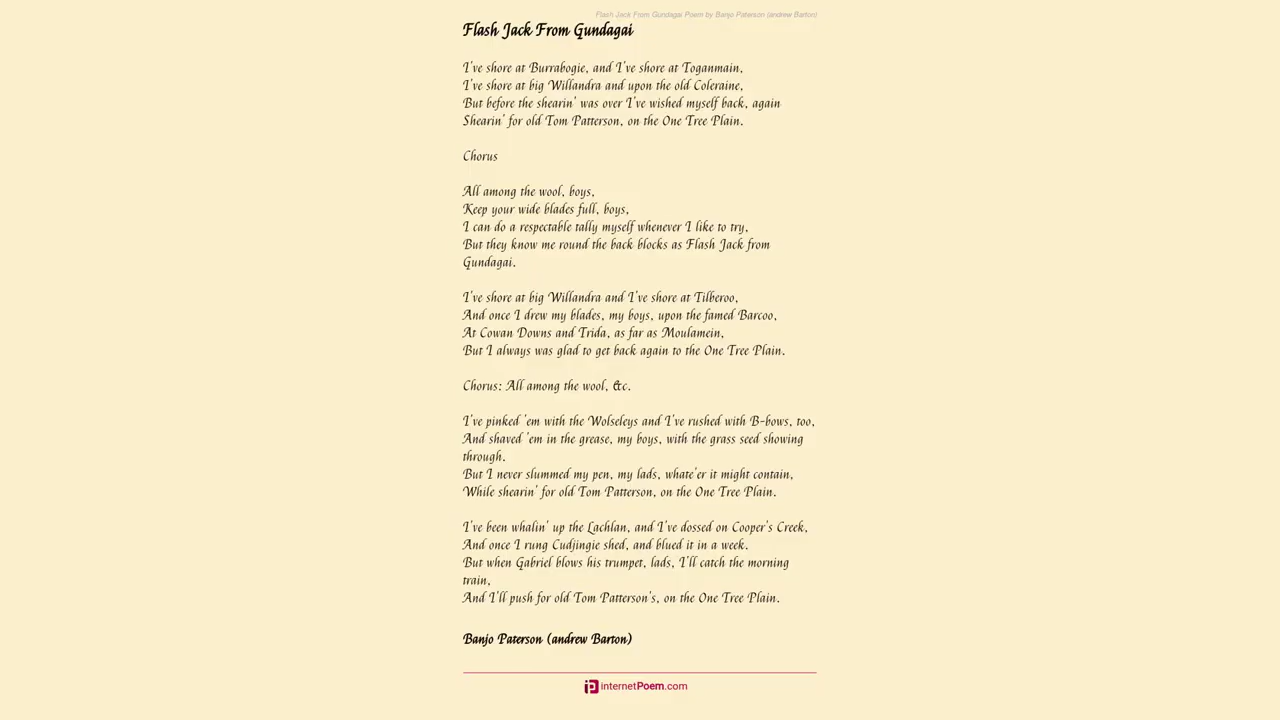 Flash Jack From Gundagai Poem by Banjo Paterson (andrew Barton)
Flash Jack From Gundagai
I've shore at Burrabogie, and I've shore at Toganmain,
I've shore at big Willandra and upon the old Coleraine,
But before the shearin' was over I've wished myself back, again
Shearin' for old Tom Patterson, on the One Tree Plain.
Chorus
All among the wool, boys,
Keep your wide blades full, boys,
I can do a respectable tally myself whenever I like to try,
But they know me round the back blocks as Flash Jack from
Gundagai.
I've shore at big Willandra and I've shore at Tilberoo,
And once I drew my blades, my boys, upon the famed Barcoo,
At Cowan Downs and Trida, as far as Moulamein,
But I always was glad to get back again to the One Tree Plain.
Chorus: All among the wool, &c.
I've pinked 'em with the Wolseleys and I've rushed with B-bows, too,
And shaved 'em in the grease, my boys, with the grass seed showing
through.
But I never slummed my pen, my lads, whate'er it might contain,
While shearin' for old Tom Patterson, on the One Tree Plain.
I've been whalin' up the Lachlan, and I've dossed on Cooper's Creek,
And once I rung Cudjingie shed, and blued it in a week.
But when Gabriel blows his trumpet, lads, I'll catch the morning
train,
And I'll push for old Tom Patterson's, on the One Tree Plain.
Banjo Paterson (andrew Barton)
internetPoem.com